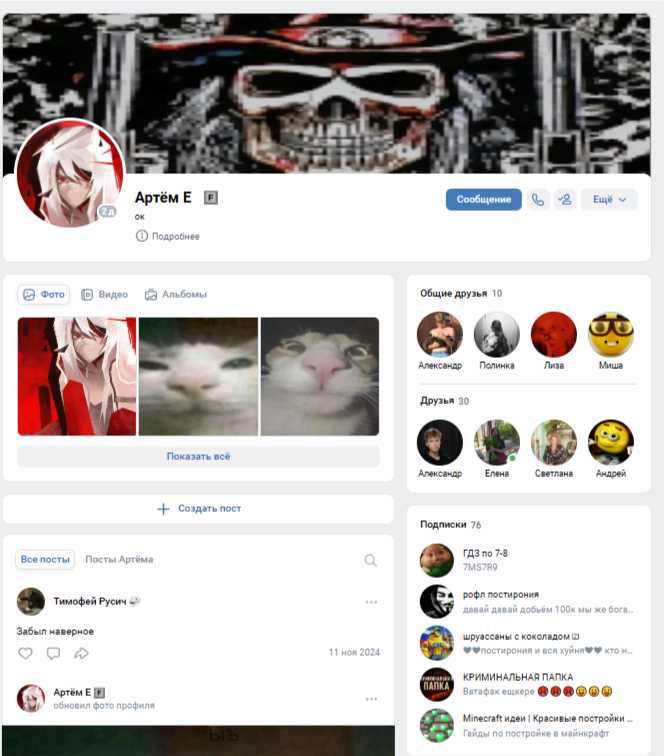 2 д
Артём Е F
ок
Подробнее
Сообщение
Ещё
Фото Видео Альбомы
Показать всё
Создать пост
Все посты Посты Артёма
Тимофей Русич
Забыл наверное
11 ноя 2024
Артём Е F
обновил фото профиля
Общие друзья 10
Александр Полинка Лиза Миша
Друзья 30
Александр Елена Светлана Андрей
Подписки 76
ГДЗ по 7-8
7MS7R9
рофл постирония
давай давай добьём 100к мы же бога...
шруассаны с коколадом
🖤🖤постирония и вся хуйня🖤🖤 кто н...
ПАПКА
КРИМИНАЛЬНАЯ ПАПКА
Ватафак ешкере 😡😡😡😜😜😜
Minecraft идеи | Красивые постройки ...
Гайды по постройке в майнкрафт